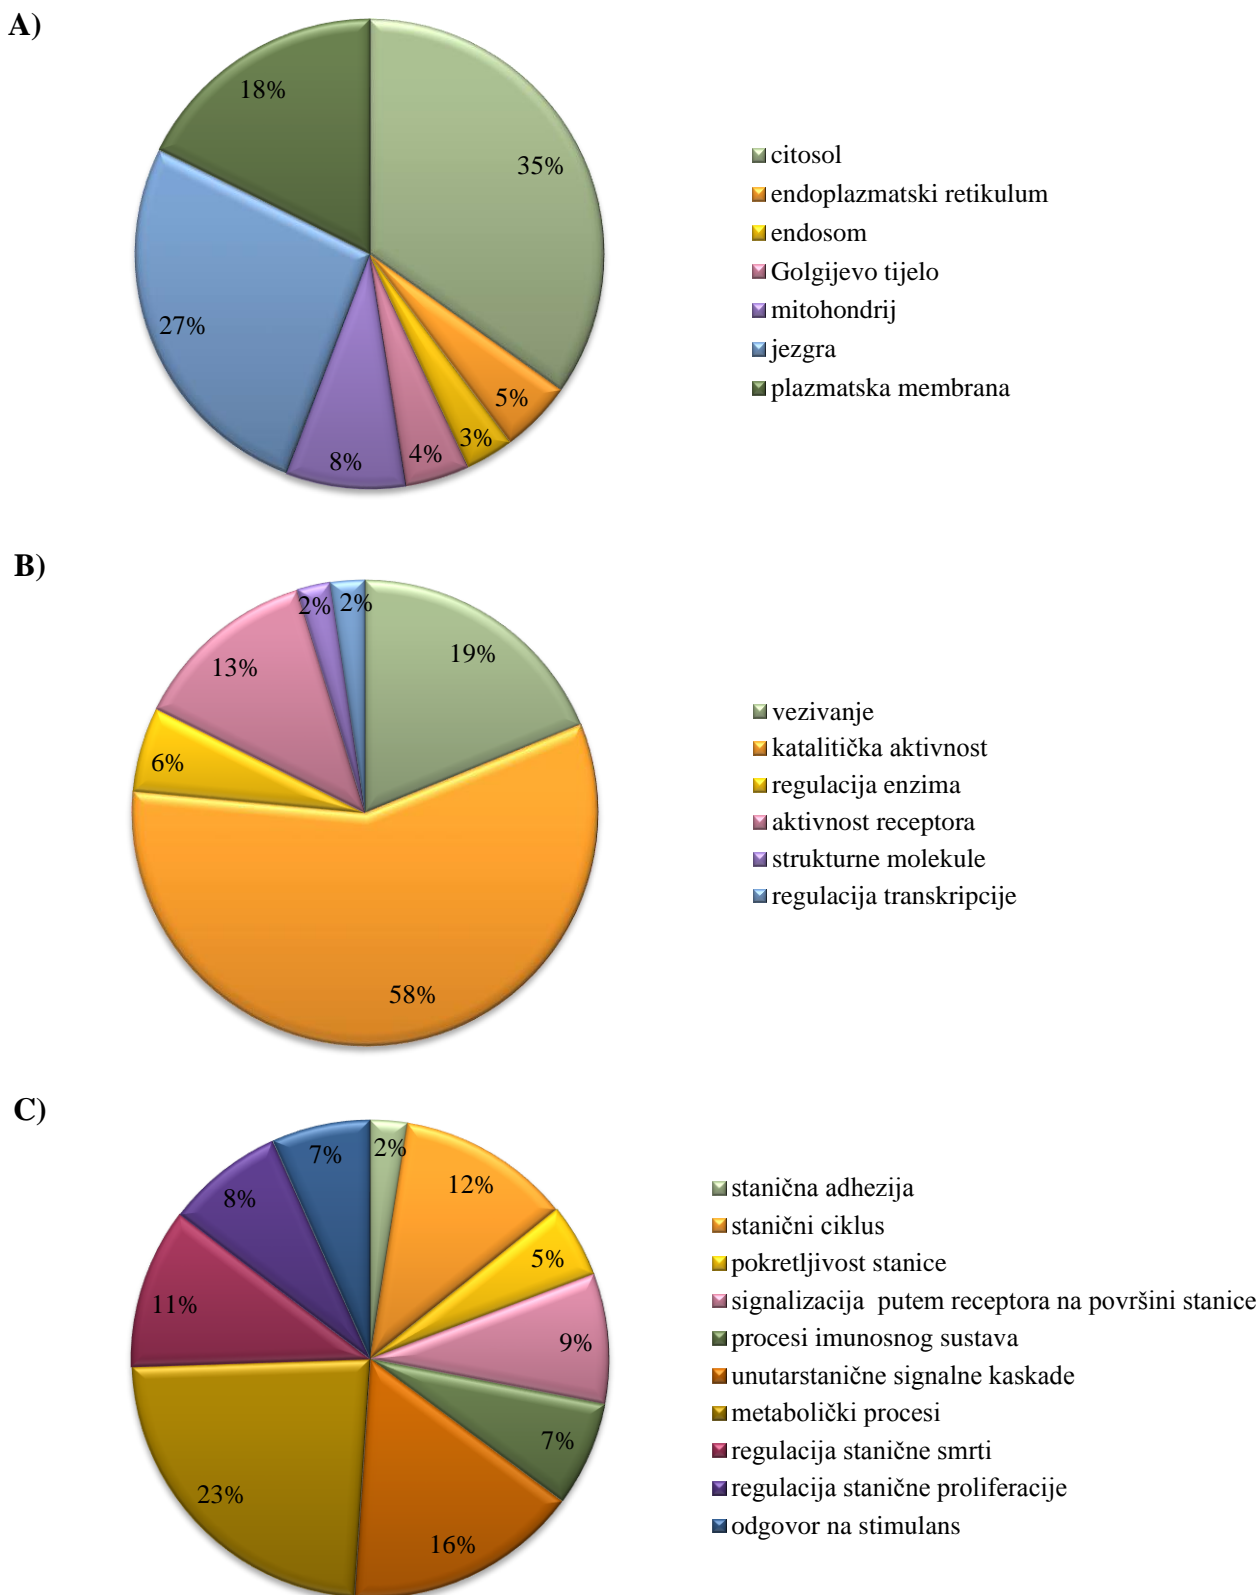 A)
18%
35%
27%
5%
3%
4%
8%
citosol
endoplazmatski retikulum
endosom
Golgijevo tijelo
mitohondrij
jezgra
plazmatska membrana
B)
2%
2%
19%
13%
6%
58%
vezivanje
katalitička aktivnost
regulacija enzima
aktivnost receptora
strukturne molekule
regulacija transkripcije
C)
7%
2%
12%
8%
5%
11%
9%
7%
23%
16%
stanična adhezija
stanični ciklus
pokretljivost stanice
signalizacija  putem receptora na površini stanice
procesi imunosnog sustava
unutarstanične signalne kaskade
metabolički procesi
regulacija stanične smrti
regulacija stanične proliferacije
odgovor na stimulans